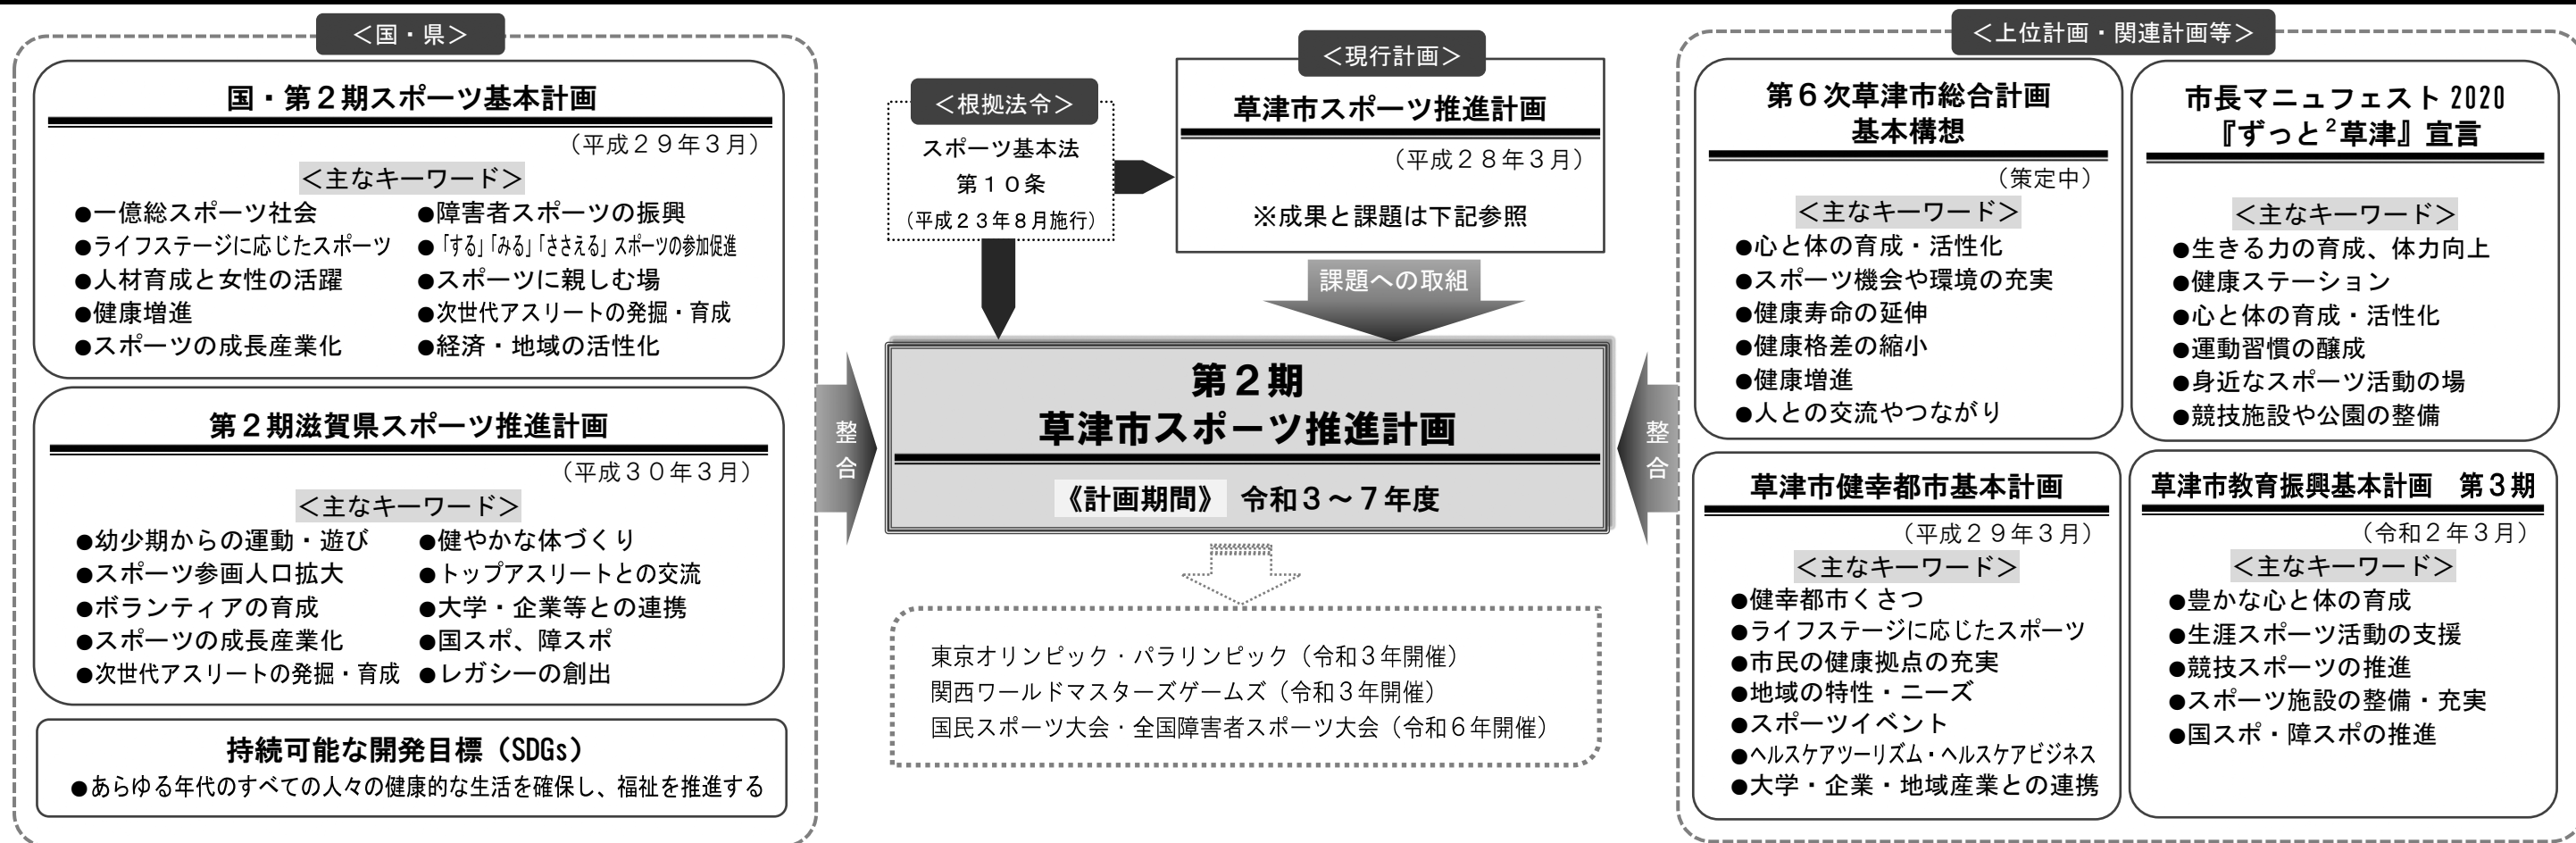 ＜国・県＞
国・第２期スポーツ基本計画
（平成２９年３月）
＜主なキーワード＞
●一億総スポーツ社会
●ライフステージに応じたスポーツ
●人材育成と女性の活躍
●健康増進
●スポーツの成長産業化
●障害者スポーツの振興
●「する」「みる」「ささえる」スポーツの参加促進
●スポーツに親しむ場
●次世代アスリートの発掘・育成
●経済・地域の活性化
第２期滋賀県スポーツ推進計画
（平成３０年３月）
＜主なキーワード＞
●幼少期からの運動・遊び
●スポーツ参画人口拡大
●ボランティアの育成
●スポーツの成長産業化
●次世代アスリートの発掘・育成
●健やかな体づくり
●トップアスリートとの交流
●大学・企業等との連携
●国スポ、障スポ
●レガシーの創出
持続可能な開発目標（SDGs）
●あらゆる年代のすべての人々の健康的な生活を確保し、福祉を推進する
整合
＜根拠法令＞
スポーツ基本法
第１０条
（平成２３年８月施行）
＜現行計画＞
草津市スポーツ推進計画
（平成２８年３月）
※成果と課題は下記参照
課題への取組
第２期
草津市スポーツ推進計画
《計画期間》 令和３～７年度
東京オリンピック・パラリンピック（令和３年開催）
関西ワールドマスターズゲームズ（令和３年開催）
国民スポーツ大会・全国障害者スポーツ大会（令和６年開催）
整合
＜上位計画・関連計画等＞
第６次草津市総合計画
基本構想
（策定中）
＜主なキーワード＞
●心と体の育成・活性化
●スポーツ機会や環境の充実
●健康寿命の延伸
●健康格差の縮小
●健康増進
●人との交流やつながり
市長マニュフェスト 2020
『ずっと²草津』宣言
＜主なキーワード＞
●生きる力の育成、体力向上
●健康ステーション
●心と体の育成・活性化
●運動習慣の醸成
●身近なスポーツ活動の場
●競技施設や公園の整備
草津市健幸都市基本計画
（平成２９年３月）
＜主なキーワード＞
●健幸都市くさつ
●ライフステージに応じたスポーツ
●市民の健康拠点の充実
●地域の特性・ニーズ
●スポーツイベント
●ヘルスケアツーリズム・ヘルスケアビジネス
●大学・企業・地域産業との連携
草津市教育振興基本計画　第３期
（令和２年３月）
＜主なキーワード＞
●豊かな心と体の育成
●生涯スポーツ活動の支援
●競技スポーツの推進
●スポーツ施設の整備・充実
●国スポ・障スポの推進